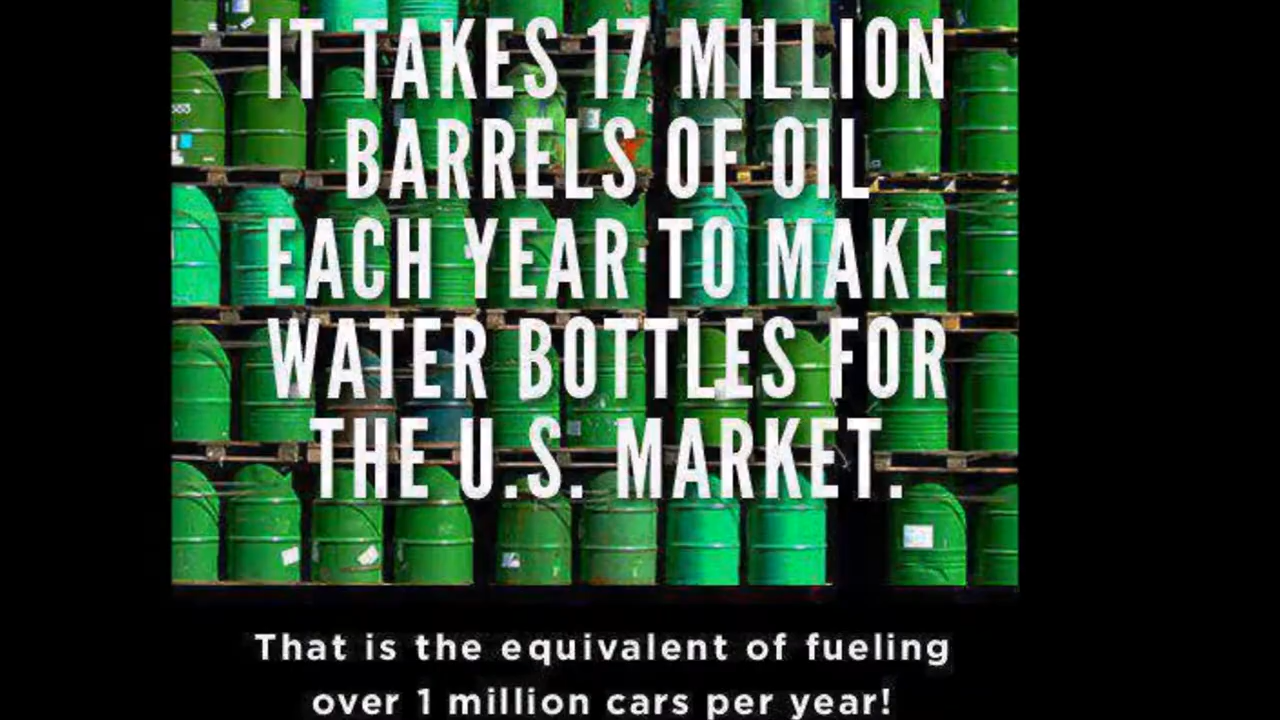 IT TAKES 17 MILLION
BARRELS OF OIL
EACH YEAR TO MAKE
WATER BOTTLES FOR
THE U.S. MARKET.
That is the equivalent of fueling
over 1 million cars per year!